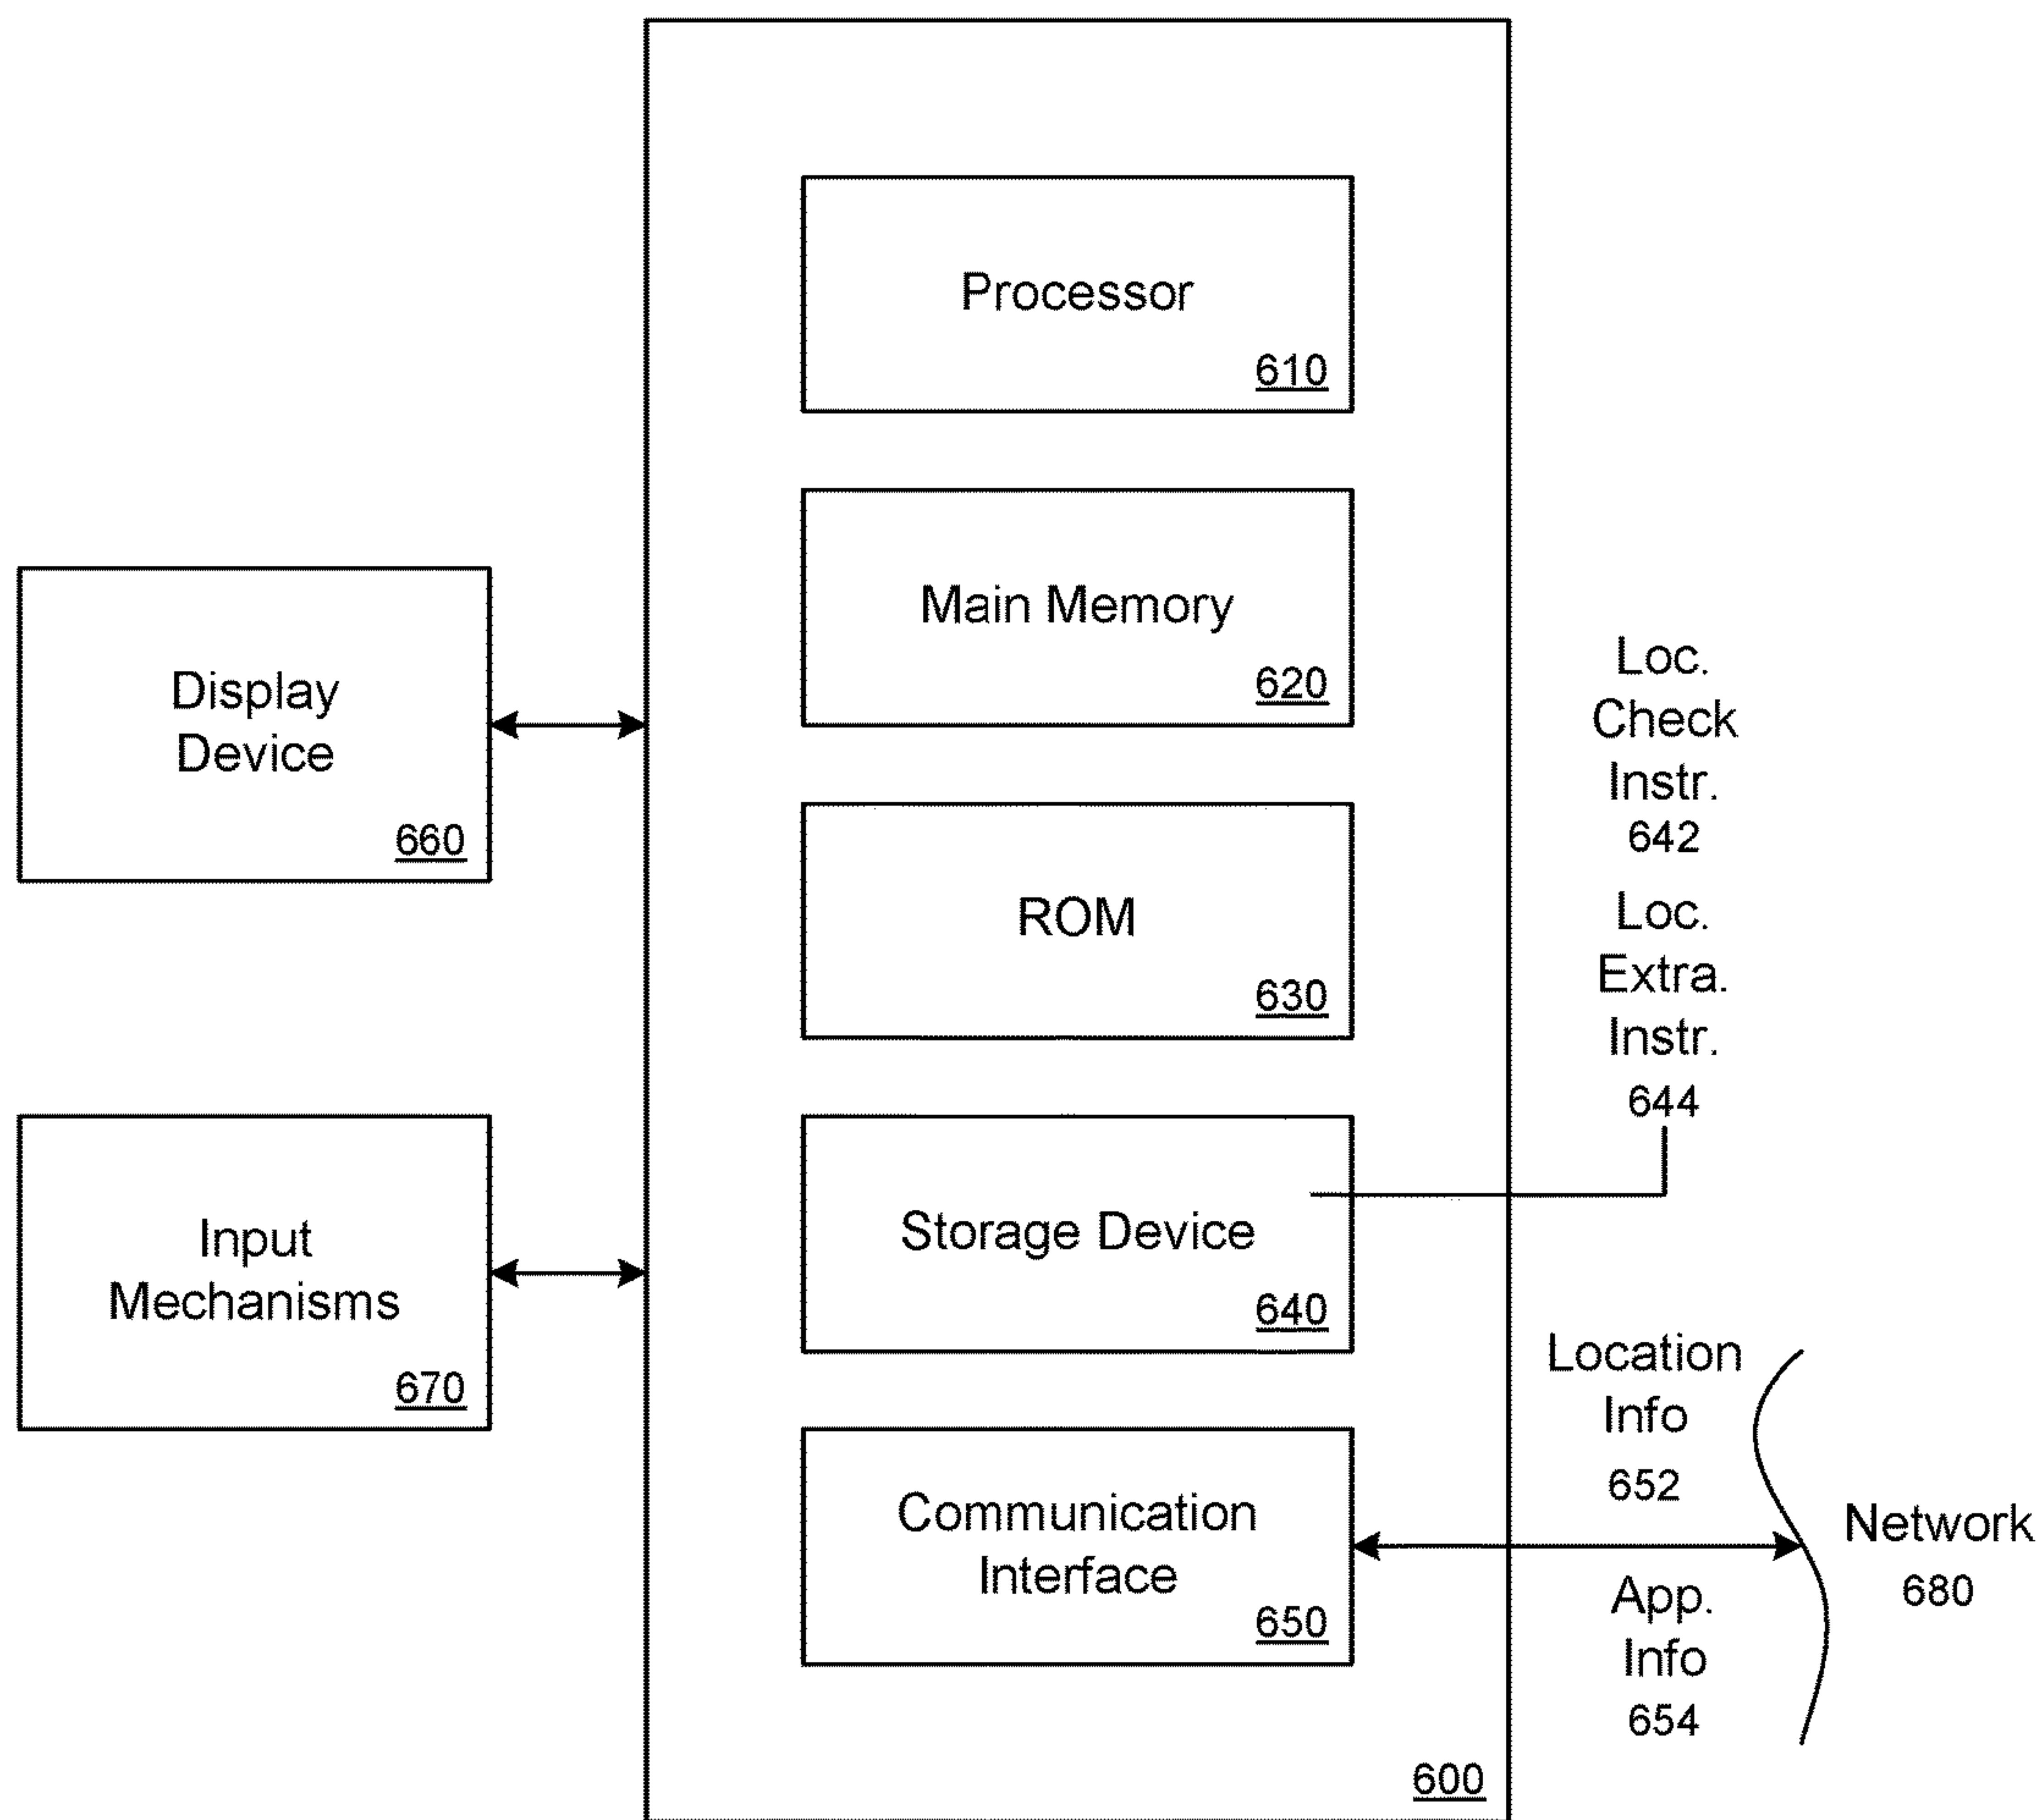 Processor
610
Main Memory
620
ROM
630
Storage Device
640
Communication
Interface
650
600
Display
Device
660
Input
Mechanisms
670
Loc.
Check
Instr.
642
Loc.
Extra.
Instr.
644
Location
Info
652
App.
Info
654
Network
680